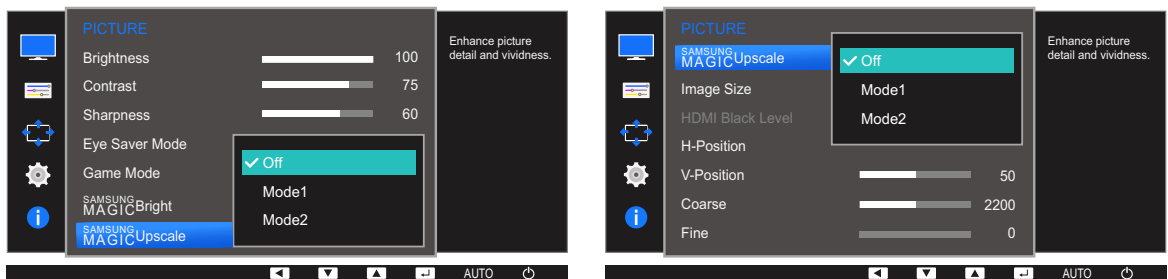 PICTURE
Brightness 100
Contrast 75
Sharpness 60
Eye Saver Mode
Game Mode
SAMSUNG
MAGICBright
SAMSUNG
MAGICUpscale
Off
Mode1
Mode2
Enhance picture
detail and vividness.
AUTO
PICTURE
SAMSUNG
MAGICUpscale
Image Size
HDMI Black Level
H-Position
V-Position 50
Coarse 2200
Fine 0
Off
Mode1
Mode2
Enhance picture
detail and vividness.
AUTO